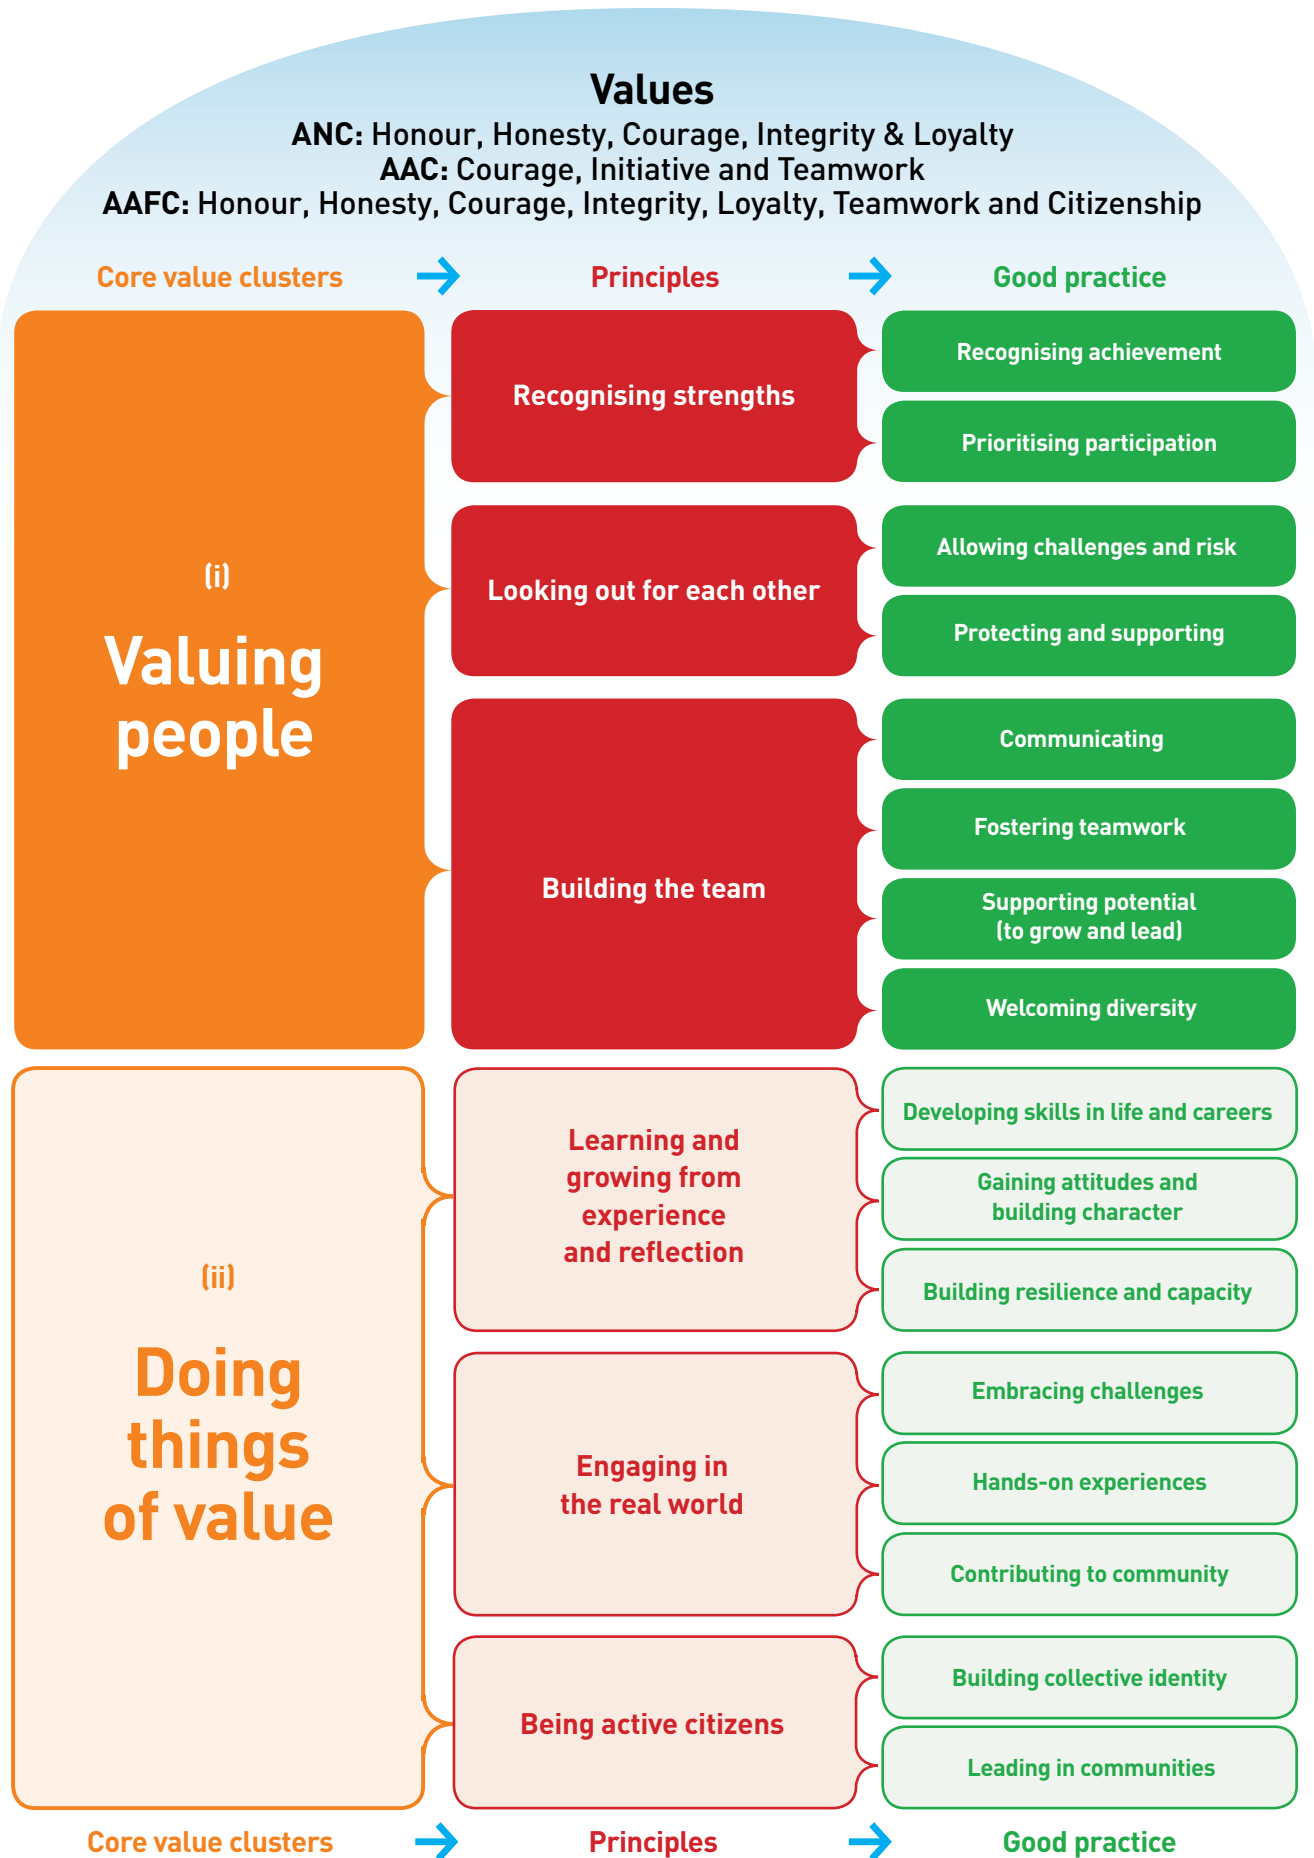 Values
ANC: Honour, Honesty, Courage, Integrity & Loyalty
AAC: Courage, Initiative and Teamwork
AAFC: Honour, Honesty, Courage, Integrity, Loyalty, Teamwork and Citizenship
Core value clusters
Principles
Good practice
(i)
Valuing
people
Recognising strengths
Recognising achievement
Prioritising participation
Looking out for each other
Allowing challenges and risk
Protecting and supporting
Building the team
Communicating
Fostering teamwork
Supporting potential
(to grow and lead)
Welcoming diversity
(ii)
Doing
things
of value
Learning and
growing from
experience
and reflection
Developing skills in life and careers
Gaining attitudes and
building character
Building resilience and capacity
Engaging in
the real world
Embracing challenges
Hands-on experiences
Contributing to community
Being active citizens
Building collective identity
Leading in communities
Core value clusters
Principles
Good practice